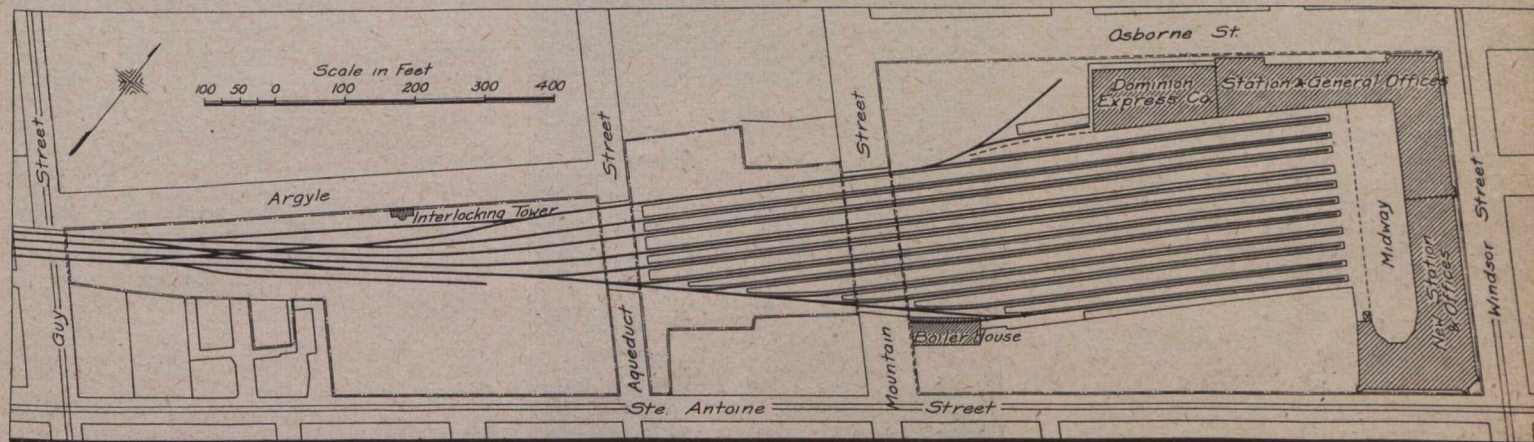 Osborne St.
Scale in Feet
100 50 0 100 200 300 400
Dominion
Express Co.
Station & General Offices
Street
Street
Street
Argyle
Interlocking Tower
Midway
New Station
& Offices
Windsor Street
Guy
Aqueduct
Mountain
Boiler House
Ste. Antoine Street